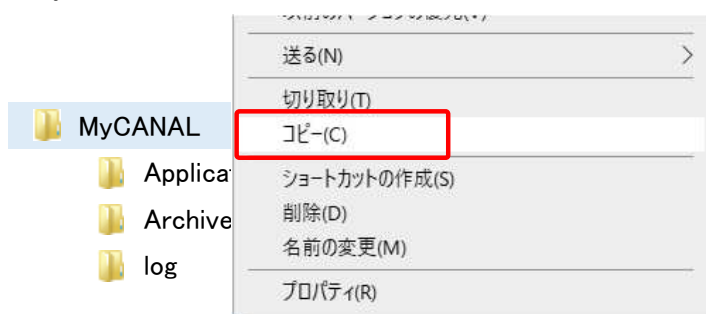 送る(N)
切り取り(T)
MyCANAL
コピー(C)
Applica
ショートカットの作成(S)
Archive
削除(D)
名前の変更(M)
log
プロパティ(R)